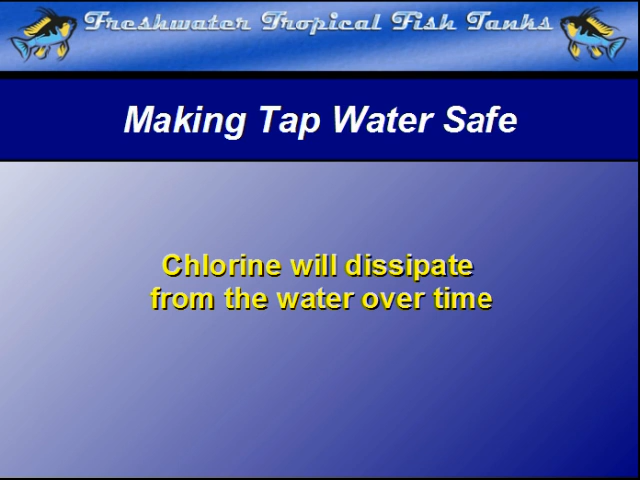 Freshwater Tropical Fish Tanks
Making Tap Water Safe
Chlorine will dissipate
from the water over time